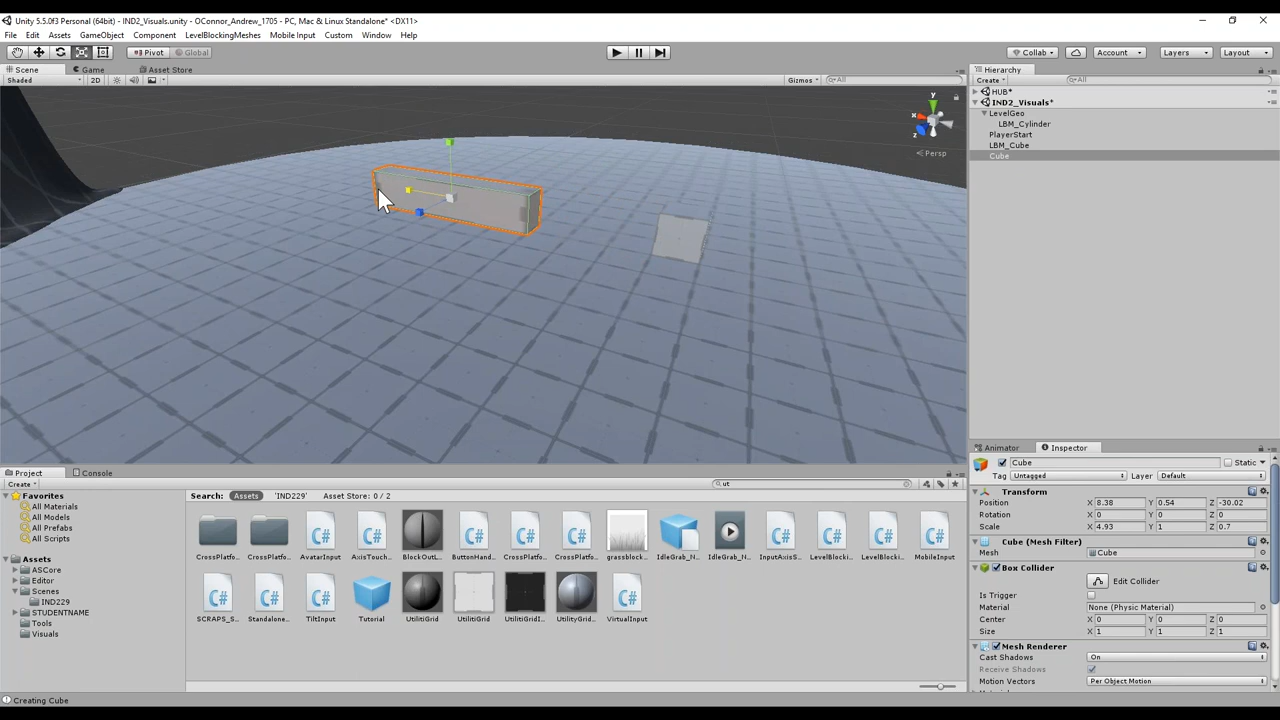 Unity 5.5.0f3 Personal (64bit) - IND2_Visuals.unity - OConnor_Andrew_1705 - PC, Mac & Linux Standalone* <DX11>
File Edit Assets GameObject Component LevelBlockingMeshes Mobile Input Custom Window Help
Pivot Global Collab Account Layers Layout
Scene Game Asset Store Hierarchy
Shaded 2D Gizmos All Create All
HUB*
IND2_Visuals*
LevelGeo
LBM_Cylinder
PlayerStart
LBM_Cube
Cube
y
x
z
Persp
Animator Inspector
Cube Static
Tag Untagged Layer Default
Transform
Position X 8.38 Y 0.54 Z -30.02
Rotation X 0 Y 0 Z 0
Scale X 4.93 Y 1 Z 0.7
Cube (Mesh Filter)
Mesh Cube
Box Collider
Edit Collider
Is Trigger
Material None (Physic Material)
Center X 0 Y 0 Z 0
Size X 1 Y 1 Z 1
Mesh Renderer
Cast Shadows On
Receive Shadows
Motion Vectors Per Object Motion
Project Console
Create ut
Favorites
All Materials
All Models
All Prefabs
All Scripts
Assets
ASCore
Editor
Scenes
IND229
STUDENTNAME
Tools
Visuals
Search: Assets 'IND229' Asset Store: 0 / 2
CrossPlatfo... CrossPlatfo... AvatarInput AxisTouch... BlockOutL... ButtonHand... CrossPlatfo... CrossPlatfo... grassblock... IdleGrab_N... IdleGrab_N... InputAxisS... LevelBlocki... LevelBlocki... MobileInput
SCRAPS_S... Standalone... TiltInput Tutorial UtilitiGrid UtilitiGrid UtilitiGridI... UtilityGrid... VirtualInput
Creating Cube